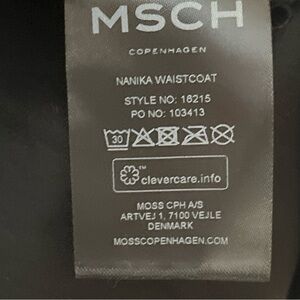 MSCH
COPENHAGEN
NANIKA WAISTCOAT
STYLE NO: 16215
PO NO: 103413
30
clevercare.info
MOSS CPH A/S
ARTVEJ 1, 7100 VEJLE
DENMARK
MOSSCOPENHAGEN.COM